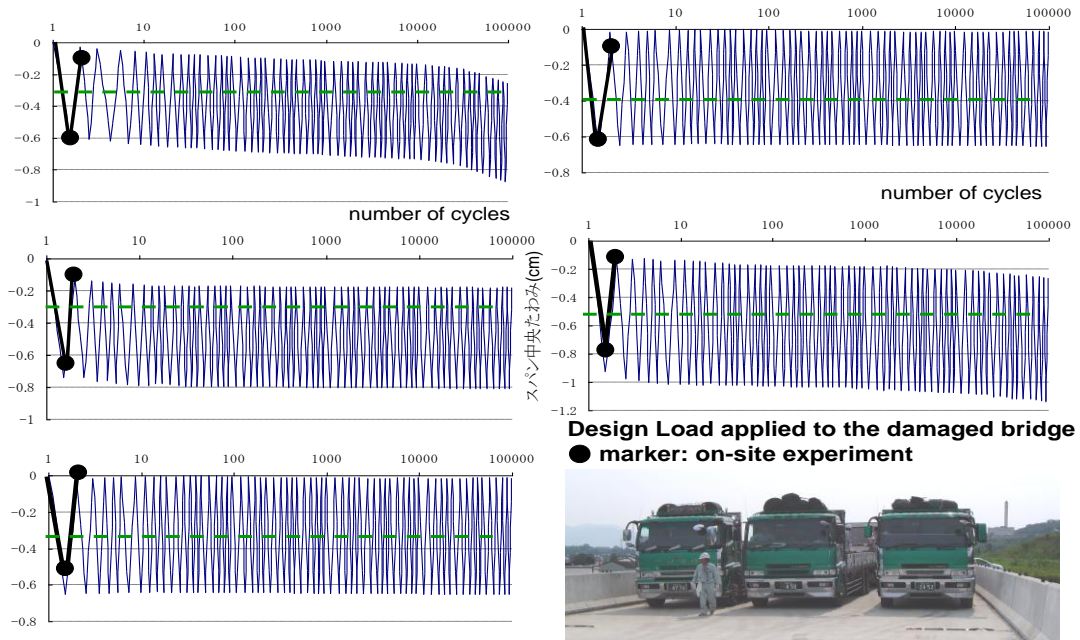 1 10 100 1000 10000 100000
0
−0.2
−0.4
−0.6
−0.8
−1
number of cycles
1 10 100 1000 10000 100000
0
−0.2
−0.4
−0.6
−0.8
number of cycles
1 10 100 1000 10000 100000
0
−0.2
−0.4
−0.6
−0.8
−1
スパン中央たわみ(cm)
1 10 100 1000 10000 100000
0
−0.2
−0.4
−0.6
−0.8
−1
−1.2
1 10 100 1000 10000 100000
0
−0.2
−0.4
−0.6
−0.8
Design Load applied to the damaged bridge
marker: on-site experiment